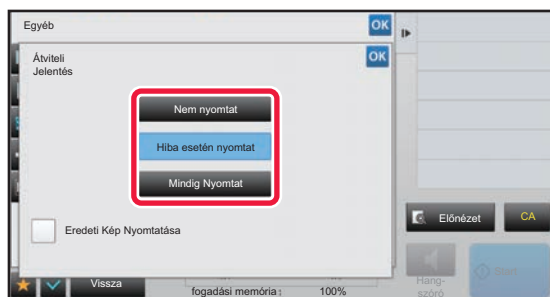 Egyéb
OK
Átviteli
Jelentés
OK
Nem nyomtat
Hiba esetén nyomtat
Mindig Nyomtat
Eredeti Kép Nyomtatása
Előnézet
CA
Vissza
fogadási memória :
100%
Hang-
szóró
Start